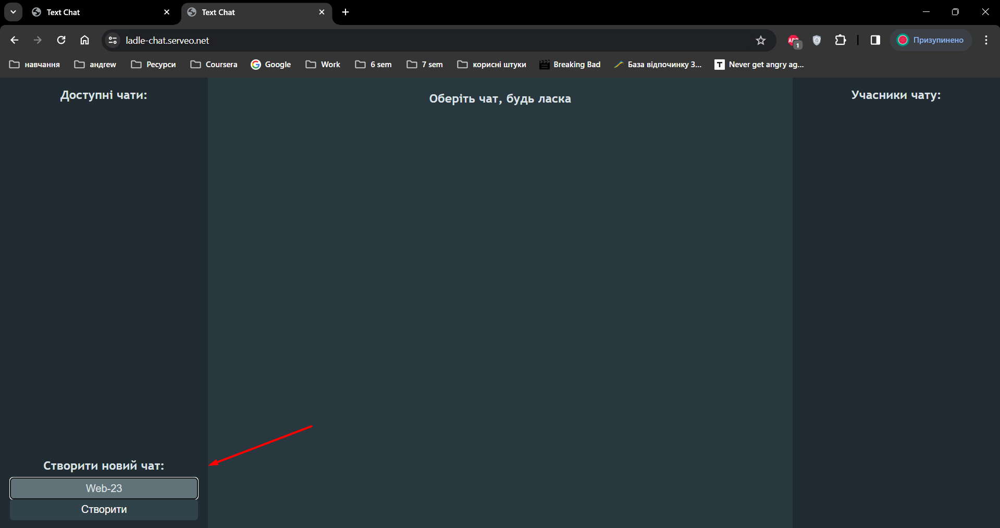 Text Chat
Text Chat
ladle-chat.serveo.net
ABP
1
Призупинено
навчання
андrew
Ресурси
Coursera
Google
Work
6 sem
7 sem
корисні штуки
Breaking Bad
База відпочинку З...
T
Never get angry ag...
Доступні чати:
Оберіть чат, будь ласка
Учасники чату:
Створити новий чат:
Web-23
Створити